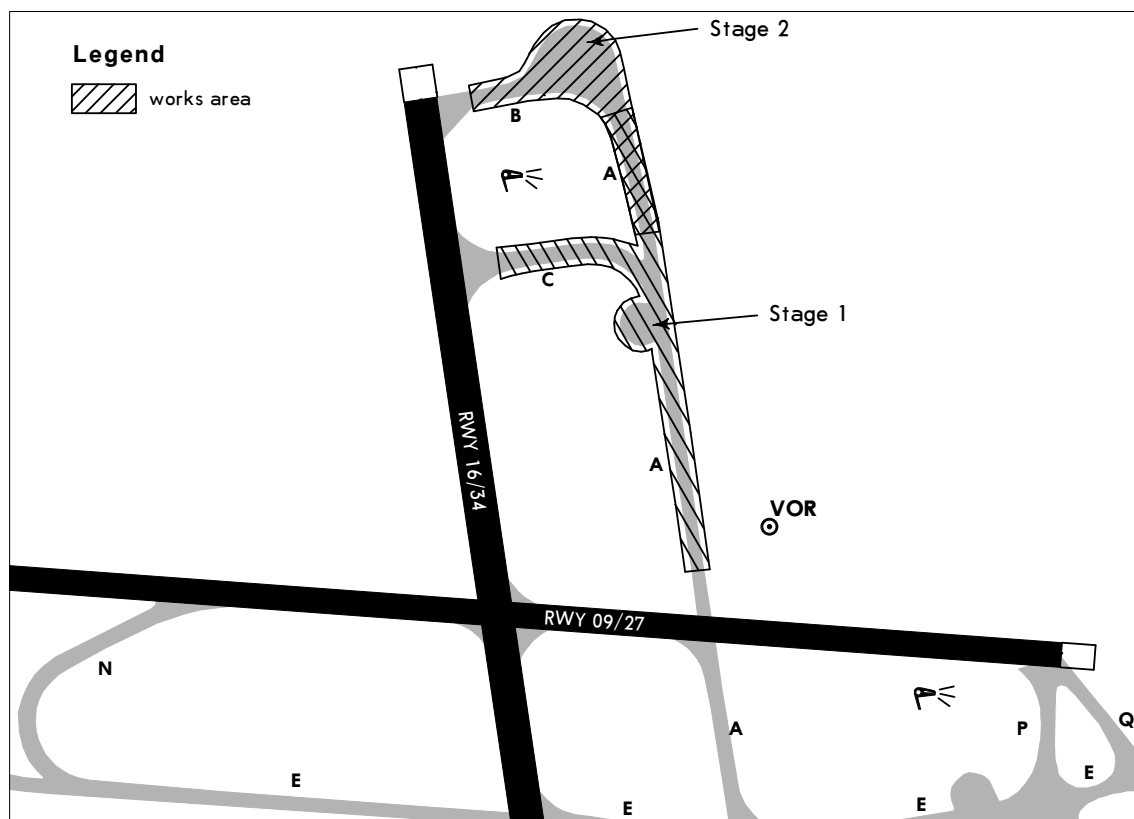 Legend
works area
Stage 2
B
A
C
Stage 1
A
RWY 16/34
VOR
RWY 09/27
N
A
P
Q
E
E
E
E